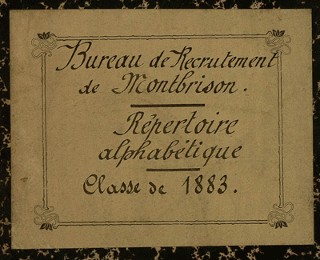 Bureau de Recrutement
de Montbrison.
Répertoire
alphabétique
Classe de 1883.